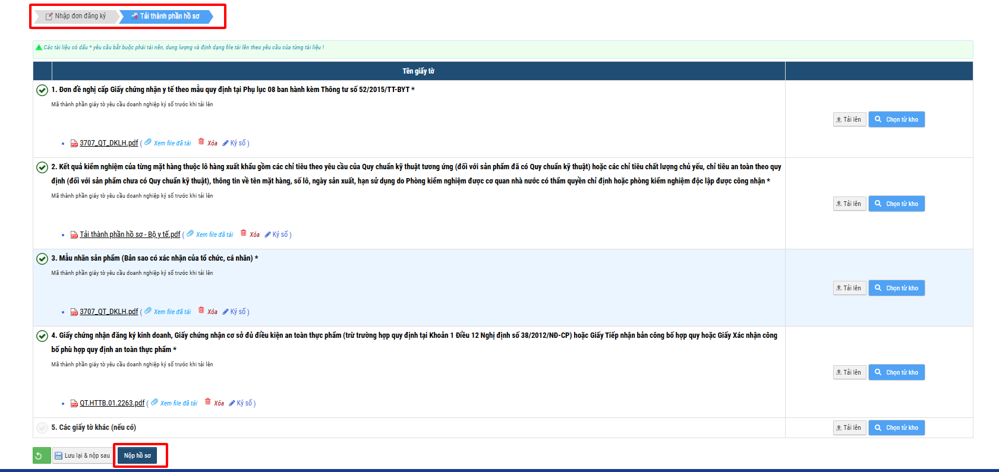 Nhập đơn đăng ký
Tải thành phần hồ sơ
Các tài liệu có dấu * yêu cầu bắt buộc phải tải nên, dung lượng và định dạng file tải lên theo yêu cầu của từng tài liệu !
Tên giấy tờ
1. Đơn đề nghị cấp Giấy chứng nhận y tế theo mẫu quy định tại Phụ lục 08 ban hành kèm Thông tư số 52/2015/TT-BYT *
Mã thành phần giáy tờ yêu cầu doanh nghiệp ký số trước khi tải lên
Tải lên Chọn từ kho
3707_QT_DKLH.pdf ( Xem file đã tải Xóa Ký số )
2. Kết quả kiểm nghiệm của từng mặt hàng thuộc lô hàng xuất khẩu gồm các chỉ tiêu theo yêu cầu của Quy chuẩn kỹ thuật tương ứng (đối với sản phẩm đã có Quy chuẩn kỹ thuật) hoặc các chỉ tiêu chất lượng chủ yếu, chỉ tiêu an toàn theo quy
định (đối với sản phẩm chưa có Quy chuẩn kỹ thuật), thông tin về tên mặt hàng, số lô, ngày sản xuất, hạn sử dụng do Phòng kiểm nghiệm được cơ quan nhà nước có thẩm quyền chỉ định hoặc phòng kiểm nghiệm độc lập được công nhận *
Mã thành phần giáy tờ yêu cầu doanh nghiệp ký số trước khi tải lên
Tải lên Chọn từ kho
Tải thành phần hồ sơ - Bộ y tế.pdf ( Xem file đã tải Xóa Ký số )
3. Mẫu nhãn sản phẩm (Bản sao có xác nhận của tổ chức, cá nhân) *
Mã thành phần giáy tờ yêu cầu doanh nghiệp ký số trước khi tải lên
Tải lên Chọn từ kho
3707_QT_DKLH.pdf ( Xem file đã tải Xóa Ký số )
4. Giấy chứng nhận đăng ký kinh doanh, Giấy chứng nhận cơ sở đủ điều kiện an toàn thực phẩm (trừ trường hợp quy định tại Khoản 1 Điều 12 Nghị định số 38/2012/NĐ-CP) hoặc Giấy Tiếp nhận bản công bố hợp quy hoặc Giấy Xác nhận công
bố phù hợp quy định an toàn thực phẩm *
Mã thành phần giáy tờ yêu cầu doanh nghiệp ký số trước khi tải lên
Tải lên Chọn từ kho
QT.HTTB.01.2263.pdf ( Xem file đã tải Xóa Ký số )
5. Các giấy tờ khác (nếu có)
Tải lên Chọn từ kho
Lưu lại & nộp sau Nộp hồ sơ